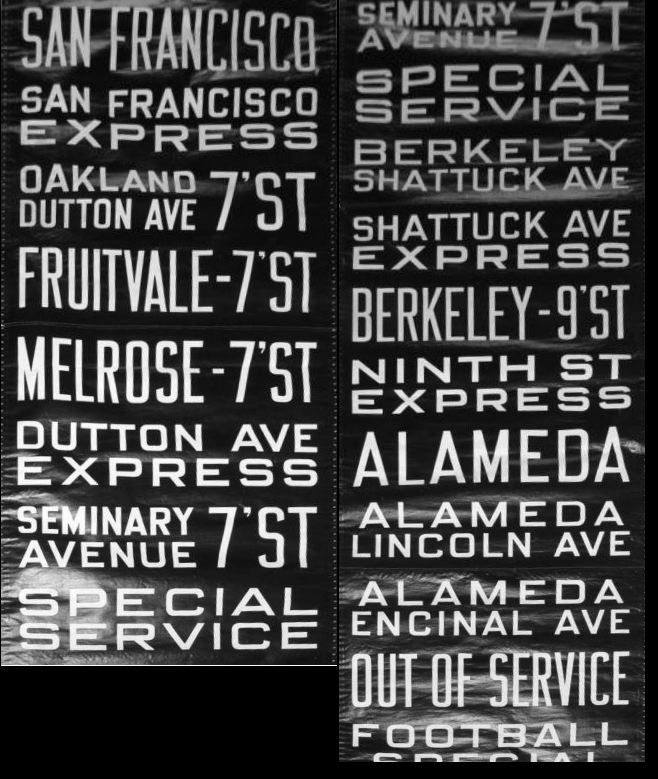 SAN FRANCISCO
SAN FRANCISCO
EXPRESS
OAKLAND
DUTTON AVE 7'ST
FRUITVALE-7'ST
MELROSE-7'ST
DUTTON AVE
EXPRESS
SEMINARY
AVENUE 7'ST
SPECIAL
SERVICE
SEMINARY
AVENUE 7'ST
SPECIAL
SERVICE
BERKELEY
SHATTUCK AVE
SHATTUCK AVE
EXPRESS
BERKELEY-9'ST
NINTH ST
EXPRESS
ALAMEDA
ALAMEDA
LINCOLN AVE
ALAMEDA
ENCINAL AVE
OUT OF SERVICE
FOOTBALL
SPECIAL